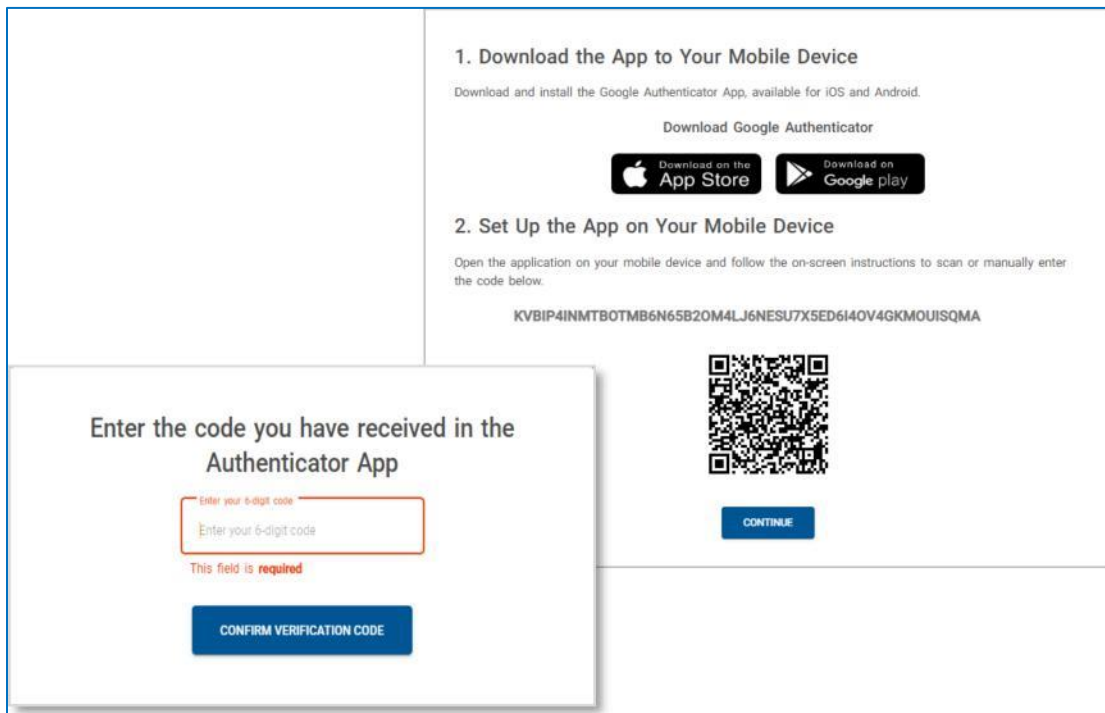 1. Download the App to Your Mobile Device
Download and install the Google Authenticator App, available for iOS and Android.
Download Google Authenticator
Download on the
App Store
Download on
Google play
2. Set Up the App on Your Mobile Device
Open the application on your mobile device and follow the on-screen instructions to scan or manually enter
the code below.
KVBIP4INMTBOTMB6N65B2OM4LJ6NESU7X5ED6I4OV4GKMOUISQMA
CONTINUE
Enter the code you have received in the
Authenticator App
Enter your 6-digit code
Enter your 6-digit code
This field is required
CONFIRM VERIFICATION CODE